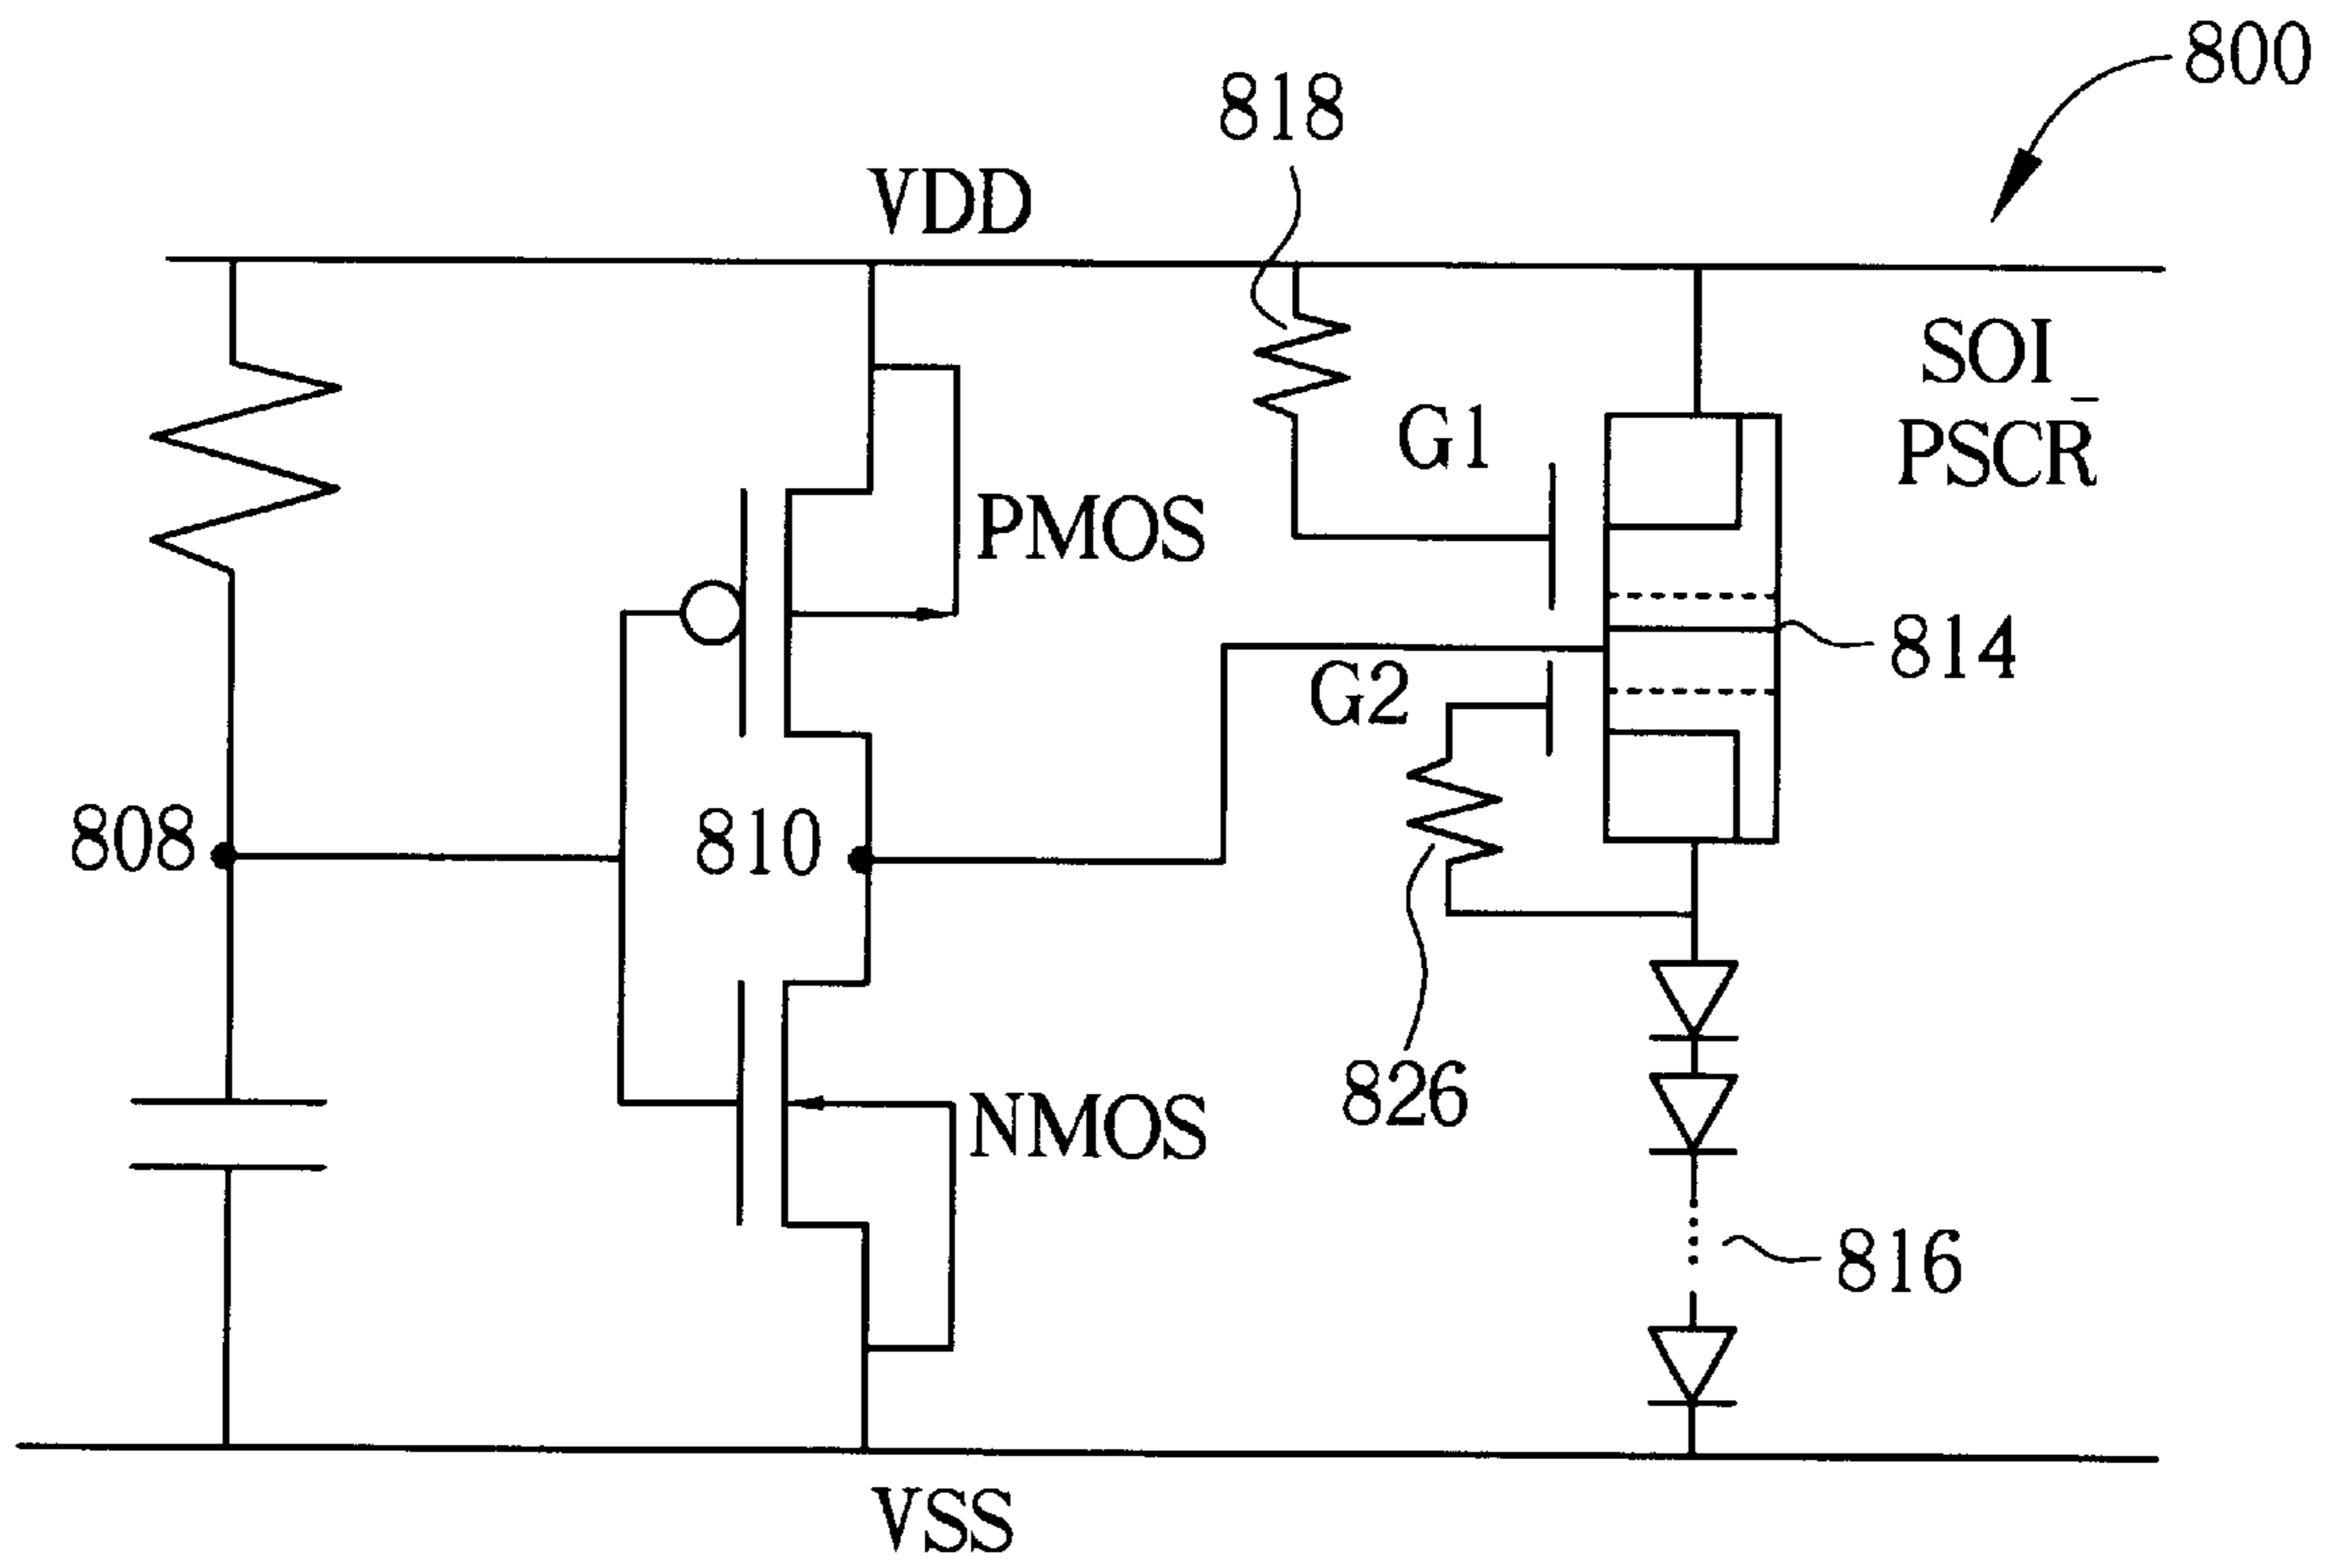 800
818
VDD
SOI_
PSCR
G1
PMOS
814
G2
808
810
826
NMOS
816
VSS